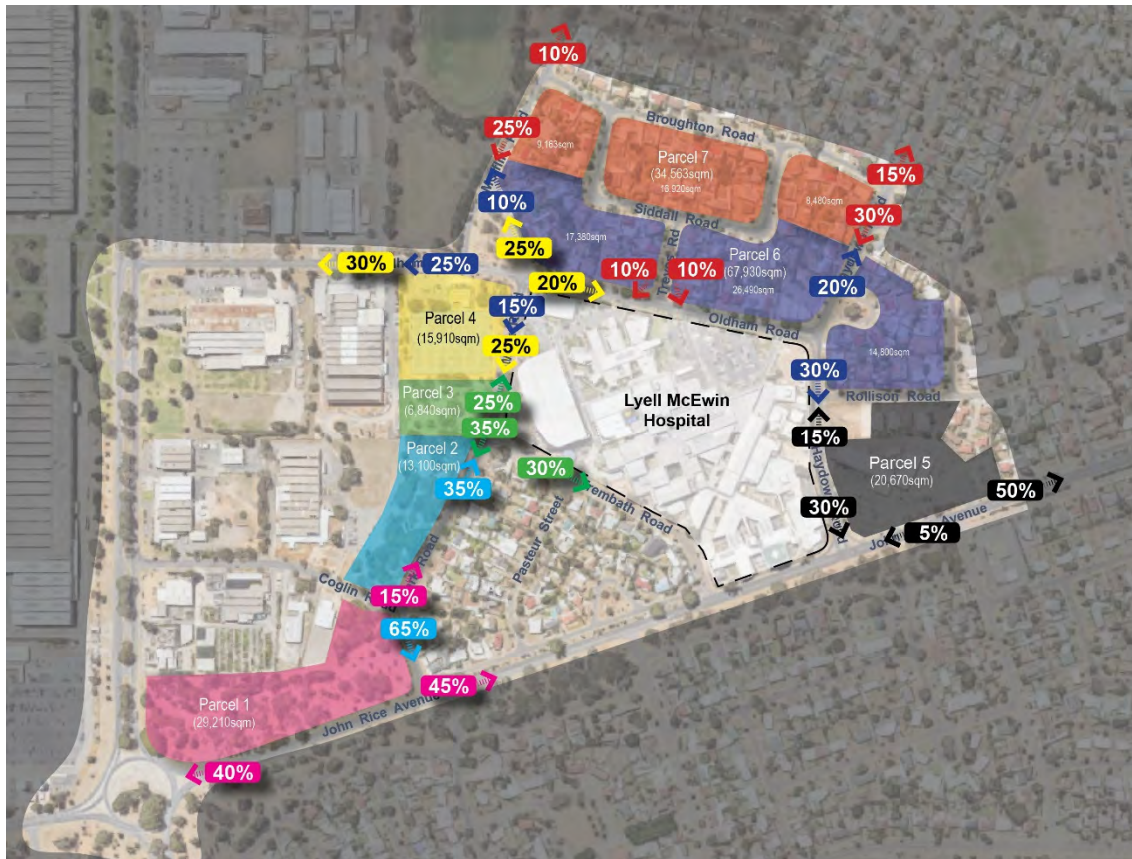 10%
25%
Broughton Road
9,163sqm
Parcel 7
(34 563sqm)
16 920sqm
15%
8,480sqm
30%
10%
Siddall Road
25%
17,380sqm
Parcel 6
(67,930sqm)
26,490sqm
20%
30%
25%
20%
10%
10%
Oldham Road
15%
25%
Parcel 4
(15,910sqm)
14,800sqm
30%
Rollison Road
Lyell McEwin
Hospital
Parcel 3
(6,840sqm)
25%
35%
15%
Parcel 2
(13,100sqm)
35%
30%
Parcel 5
(20,670sqm)
50%
30%
5%
Avenue
Pasteur Street
Road
Coglin
15%
65%
45%
Parcel 1
(29,210sqm)
John Rice Avenue
40%